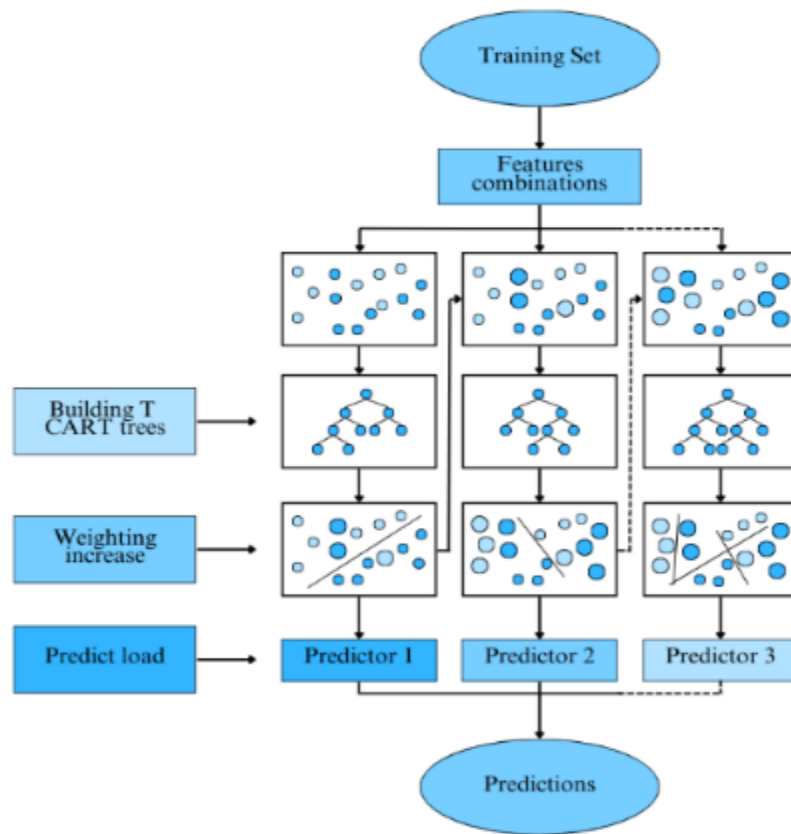 Training Set
Features
combinations
Building T
CART trees
Weighting
increase
Predict load
Predictor 1
Predictor 2
Predictor 3
Predictions